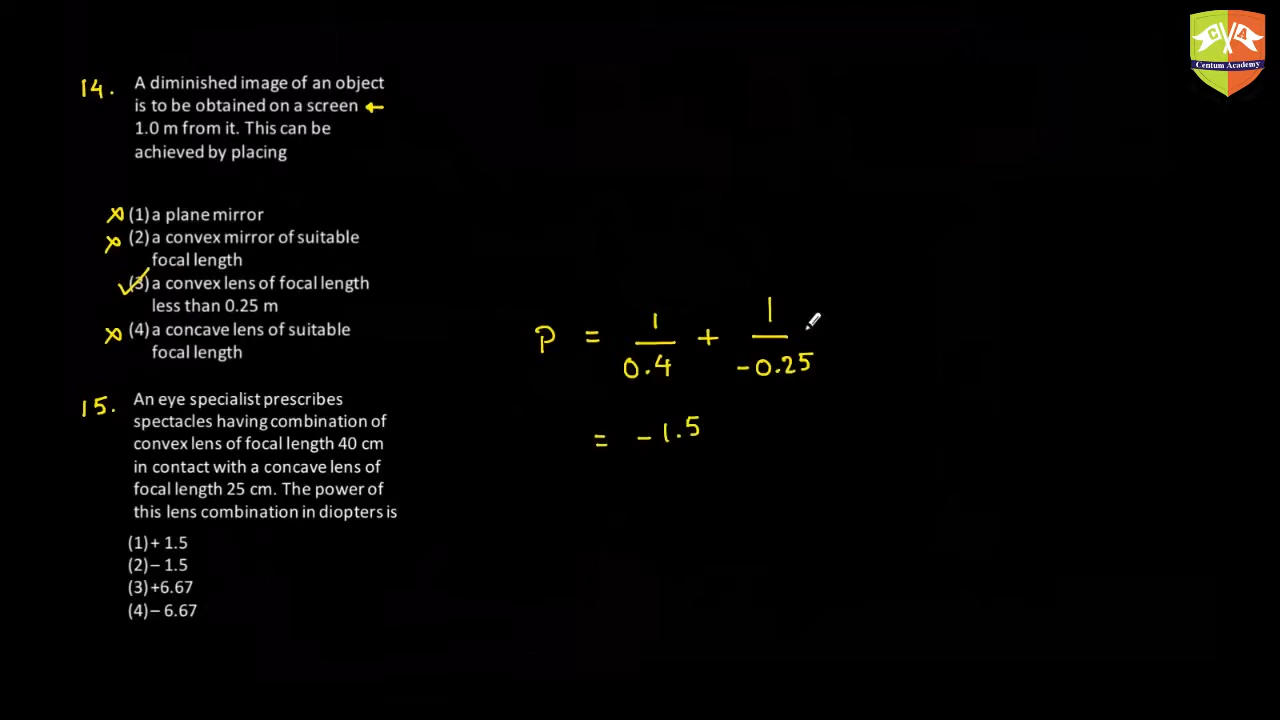 CA
Centum Academy
14. A diminished image of an object
is to be obtained on a screen ←
1.0 m from it. This can be
achieved by placing
(1) a plane mirror
(2) a convex mirror of suitable
focal length
(3) a convex lens of focal length
less than 0.25 m
(4) a concave lens of suitable
focal length
15. An eye specialist prescribes
spectacles having combination of
convex lens of focal length 40 cm
in contact with a concave lens of
focal length 25 cm. The power of
this lens combination in diopters is
(1) + 1.5
(2) – 1.5
(3) +6.67
(4) – 6.67
P = 1/0.4 + 1/-0.25
= -1.5